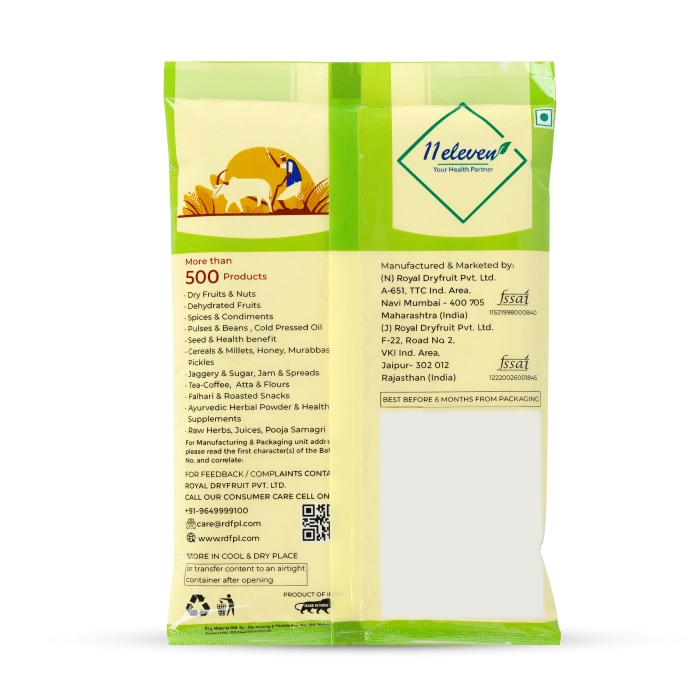 11 eleven
Your Health Partner
More than
500 Products
· Dry Fruits & Nuts
· Dehydrated Fruits
· Spices & Condiments
· Pulses & Beans , Cold Pressed Oil
· Seed & Health benefit
· Cereals & Millets, Honey, Murabbas
Pickles
· Jaggery & Sugar, Jam & Spreads
· Tea-Coffee, Atta & Flours
· Falhari & Roasted Snacks
· Ayurvedic Herbal Powder & Health
Supplements
· Raw Herbs, Juices, Pooja Samagri
For Manufacturing & Packaging unit addre
please read the first character(s) of the Bat
No. and correlate:
FOR FEEDBACK / COMPLAINTS CONTA
ROYAL DRYFRUIT PVT. LTD.
CALL OUR CONSUMER CARE CELL ON
+91-9649999100
care@rdfpl.com
www.rdfpl.com
STORE IN COOL & DRY PLACE
or transfer content to an airtight
container after opening
PRODUCT OF I
MADE IN INDIA
Manufactured & Marketed by:
(N) Royal Dryfruit Pvt. Ltd.
A-651, TTC Ind. Area,
Navi Mumbai - 400 705
Maharashtra (India)
fssai
11521998000840
(J) Royal Dryfruit Pvt. Ltd.
F-22, Road No. 2,
VKI Ind. Area,
Jaipur- 302 012
Rajasthan (India)
fssai
12220026001845
BEST BEFORE 6 MONTHS FROM PACKAGING